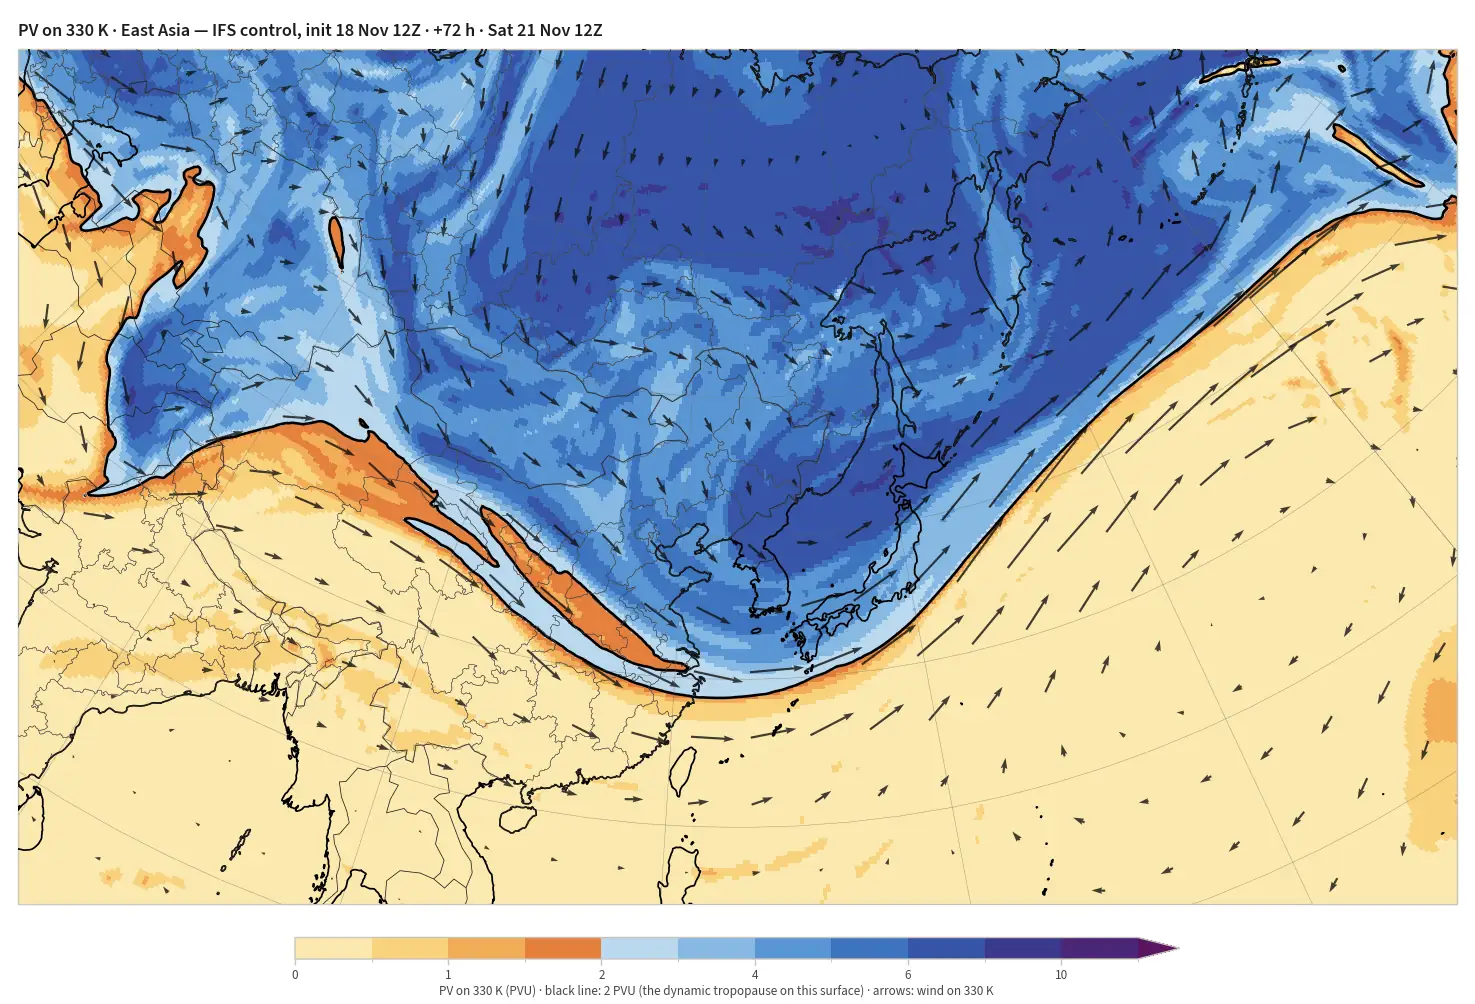 PV on 330 K · East Asia — IFS control, init 18 Nov 12Z · +72 h · Sat 21 Nov 12Z
0 1 2 4 6 10
PV on 330 K (PVU) · black line: 2 PVU (the dynamic tropopause on this surface) · arrows: wind on 330 K